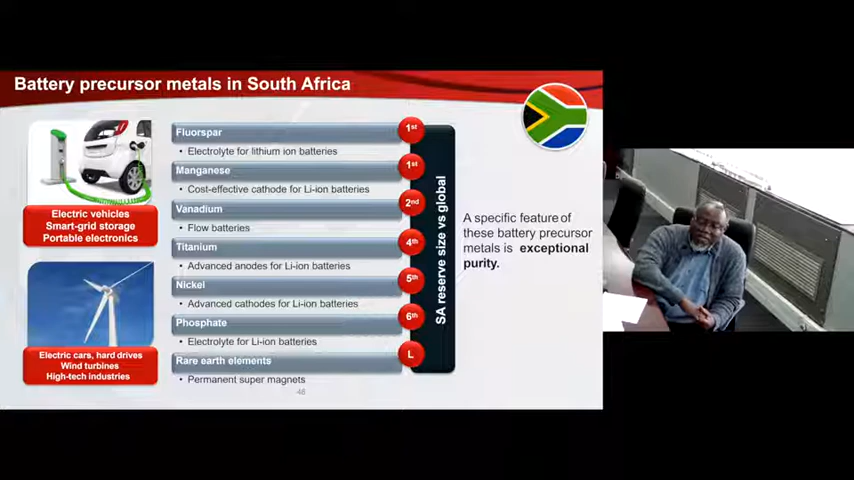 Battery precursor metals in South Africa
Electric vehicles
Smart-grid storage
Portable electronics
Electric cars, hard drives
Wind turbines
High-tech industries
Fluorspar
1st
• Electrolyte for lithium ion batteries
Manganese
1st
• Cost-effective cathode for Li-ion batteries
Vanadium
2nd
• Flow batteries
Titanium
4th
• Advanced anodes for Li-ion batteries
Nickel
5th
• Advanced cathodes for Li-ion batteries
Phosphate
6th
• Electrolyte for Li-ion batteries
Rare earth elements
L
• Permanent super magnets
SA reserve size vs global
A specific feature of
these battery precursor
metals is exceptional
purity.
48